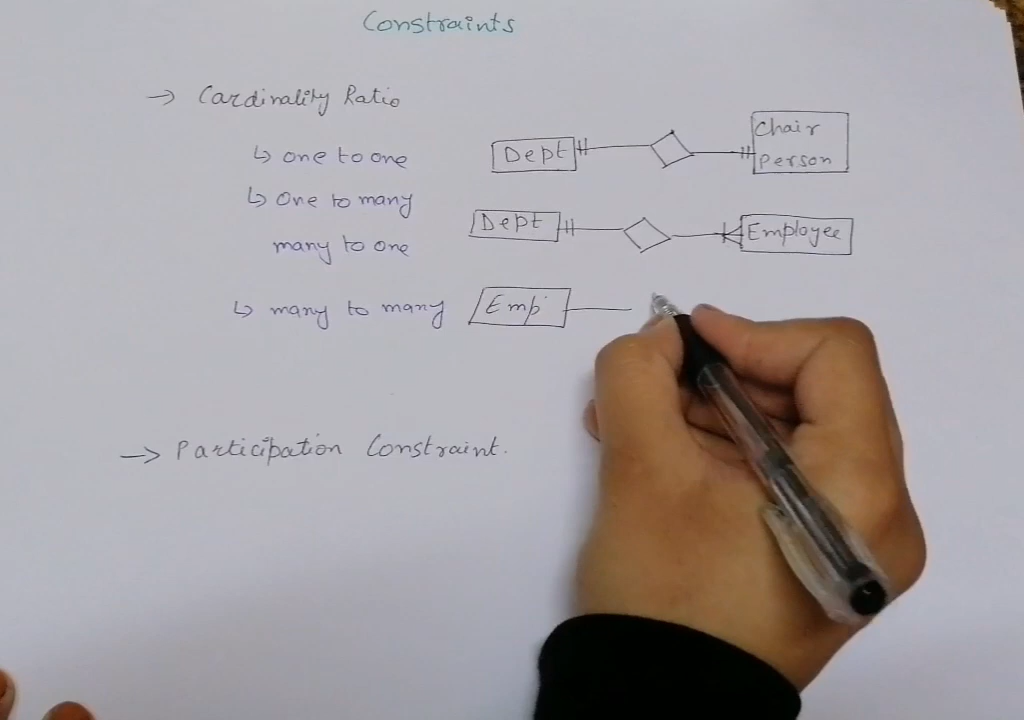 Constraints
→ Cardinality Ratio
↳ one to one
Dept
Chair
person
↳ One to many
Dept
Employee
many to one
↳ many to many
Emp
→ Participation Constraint.